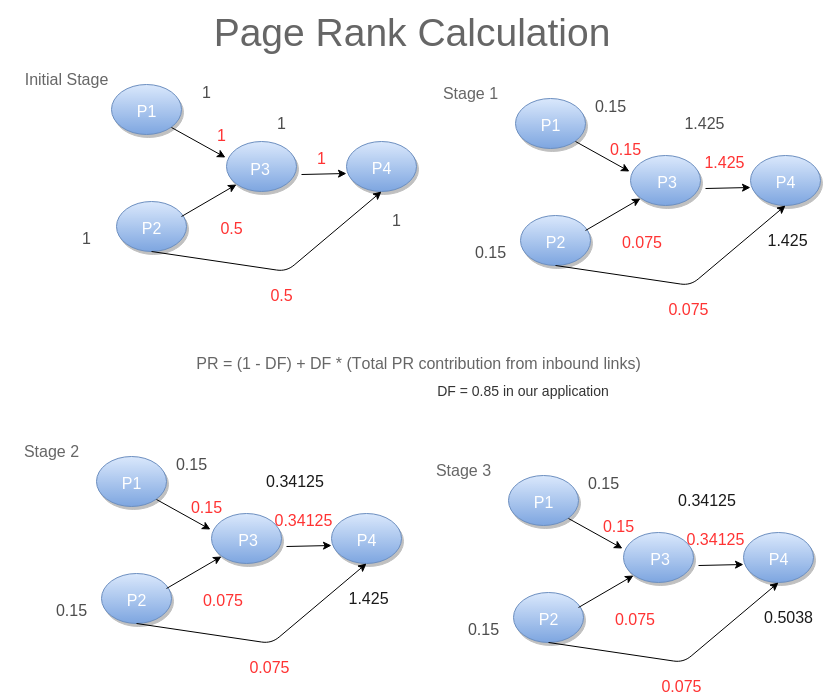 Page Rank Calculation
Initial Stage
P1
1
1
1
P3
1
P4
P2
1
0.5
1
0.5
Stage 1
P1
0.15
0.15
1.425
P3
1.425
P4
P2
0.15
0.075
1.425
0.075
PR = (1 - DF) + DF * (Total PR contribution from inbound links)
DF = 0.85 in our application
Stage 2
P1
0.15
0.15
0.34125
P3
0.34125
P4
P2
0.15
0.075
1.425
0.075
Stage 3
P1
0.15
0.15
0.34125
P3
0.34125
P4
P2
0.15
0.075
0.5038
0.075